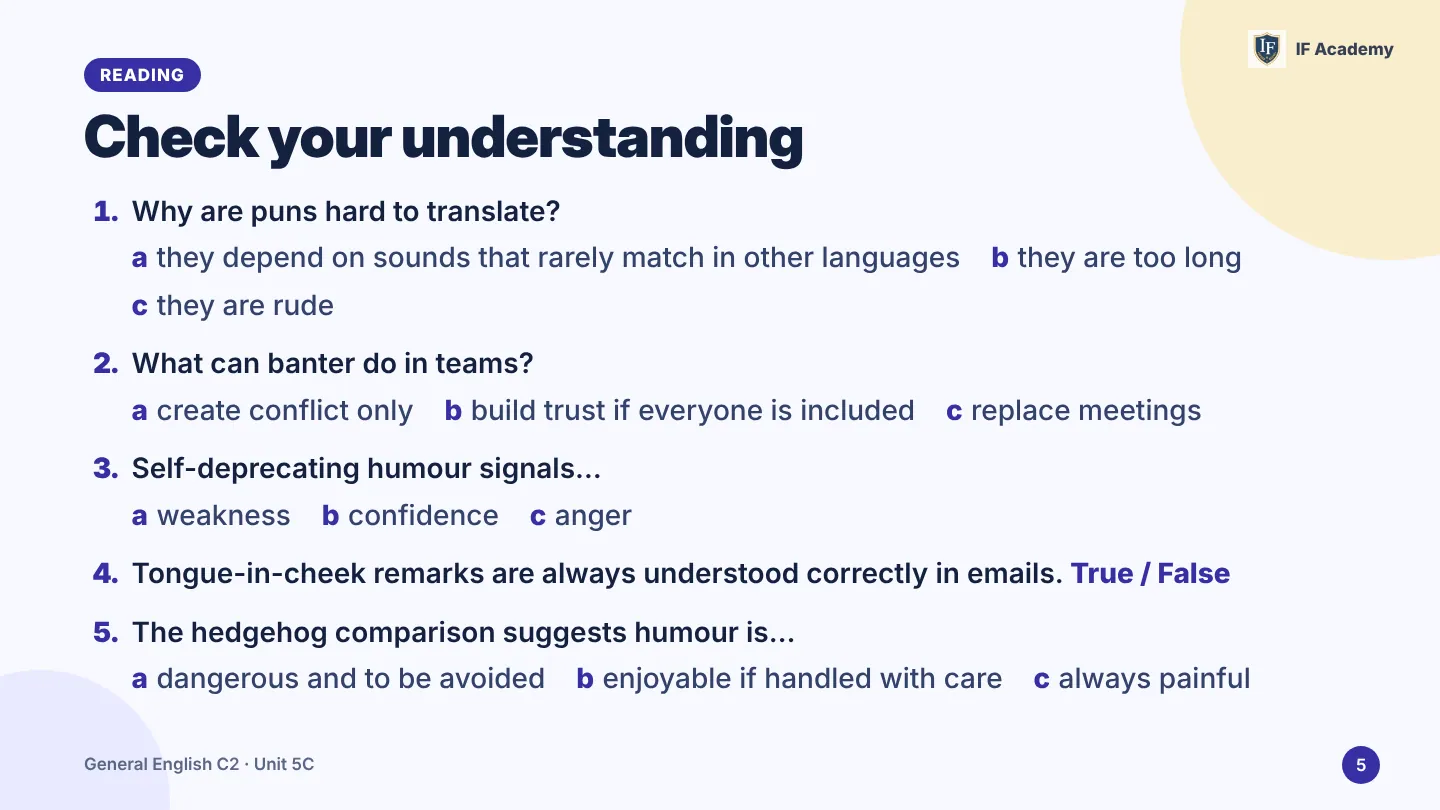 IF Academy
READING
Check your understanding
1. Why are puns hard to translate?
a they depend on sounds that rarely match in other languages b they are too long
c they are rude
2. What can banter do in teams?
a create conflict only b build trust if everyone is included c replace meetings
3. Self-deprecating humour signals...
a weakness b confidence c anger
4. Tongue-in-cheek remarks are always understood correctly in emails. True / False
5. The hedgehog comparison suggests humour is...
a dangerous and to be avoided b enjoyable if handled with care c always painful
General English C2 · Unit 5C
5